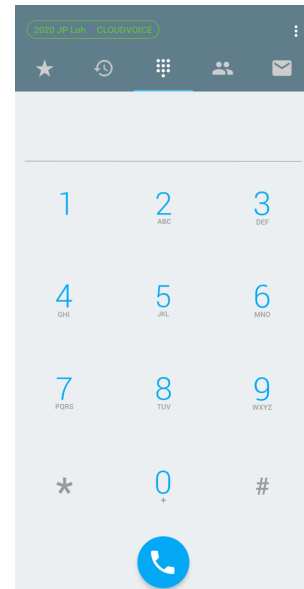 2020 JP Loh CLOUDVOICE
1 2 3
ABC DEF
4 5 6
GHI JKL MNO
7 8 9
PQRS TUV WXYZ
* 0 #
+